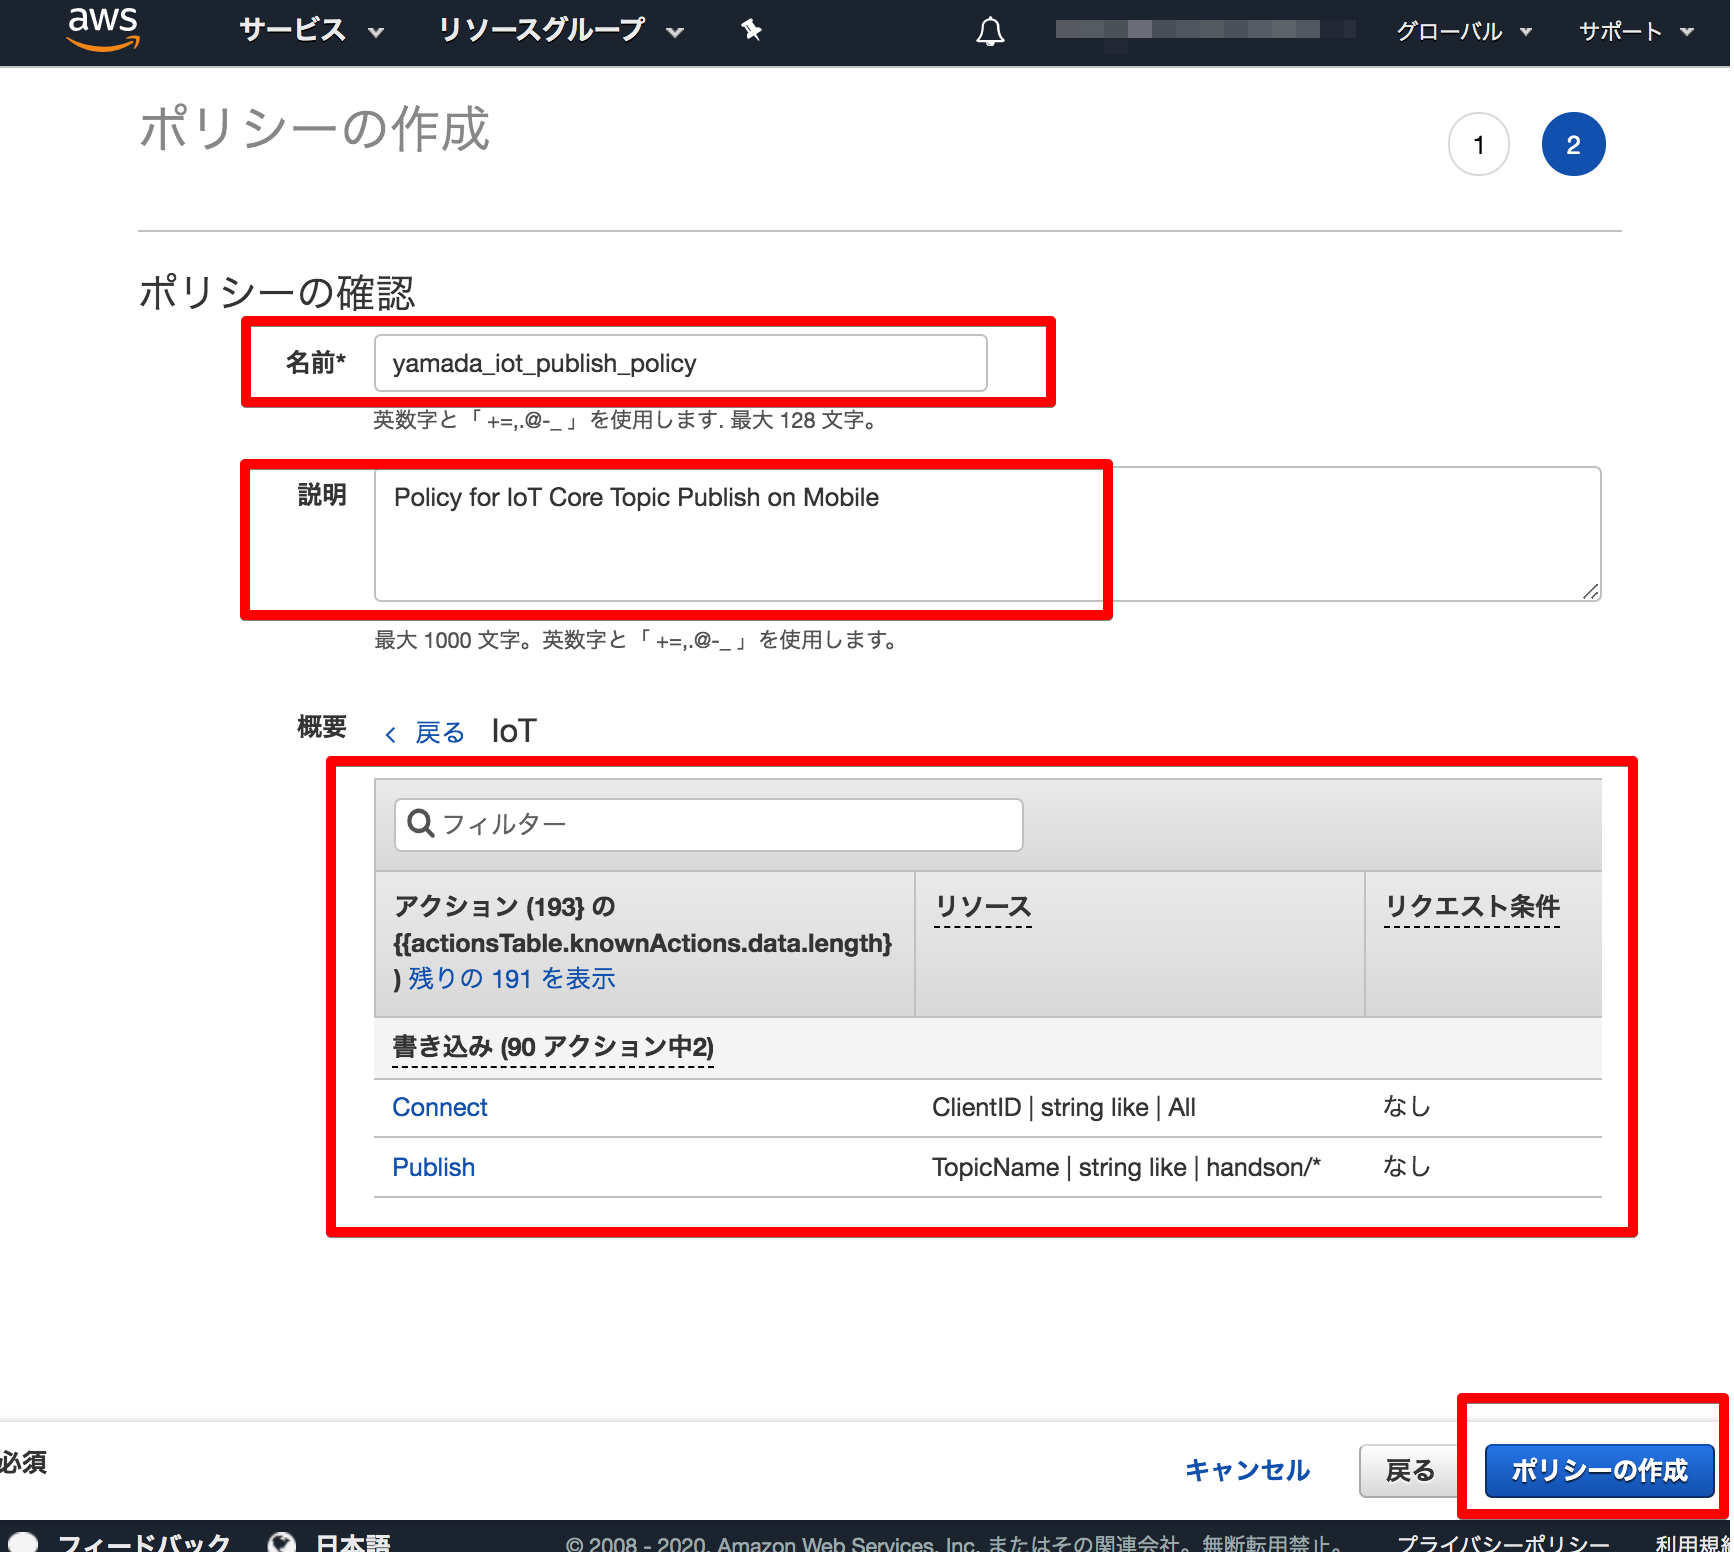 aws サービス リソースグループ グローバル サポート
ポリシーの作成
1 2
ポリシーの確認
名前* yamada_iot_publish_policy
英数字と「 +=,.@-_ 」 を使用します. 最大 128 文字。
説明 Policy for IoT Core Topic Publish on Mobile
最大 1000 文字。英数字と「 +=,.@-_ 」を使用します。
概要 戻る IoT
フィルター
アクション (193} の
{{actionsTable.knownActions.data.length}
) 残りの 191 を表示
リソース
リクエスト条件
書き込み (90 アクション中2)
Connect ClientID | string like | All なし
Publish TopicName | string like | handson/* なし
必須 キャンセル 戻る ポリシーの作成
フィードバック 日本語 © 2008 - 2020, Amazon Web Services, Inc. またはその関連会社。無断転用禁止。 プライバシーポリシー 利用規